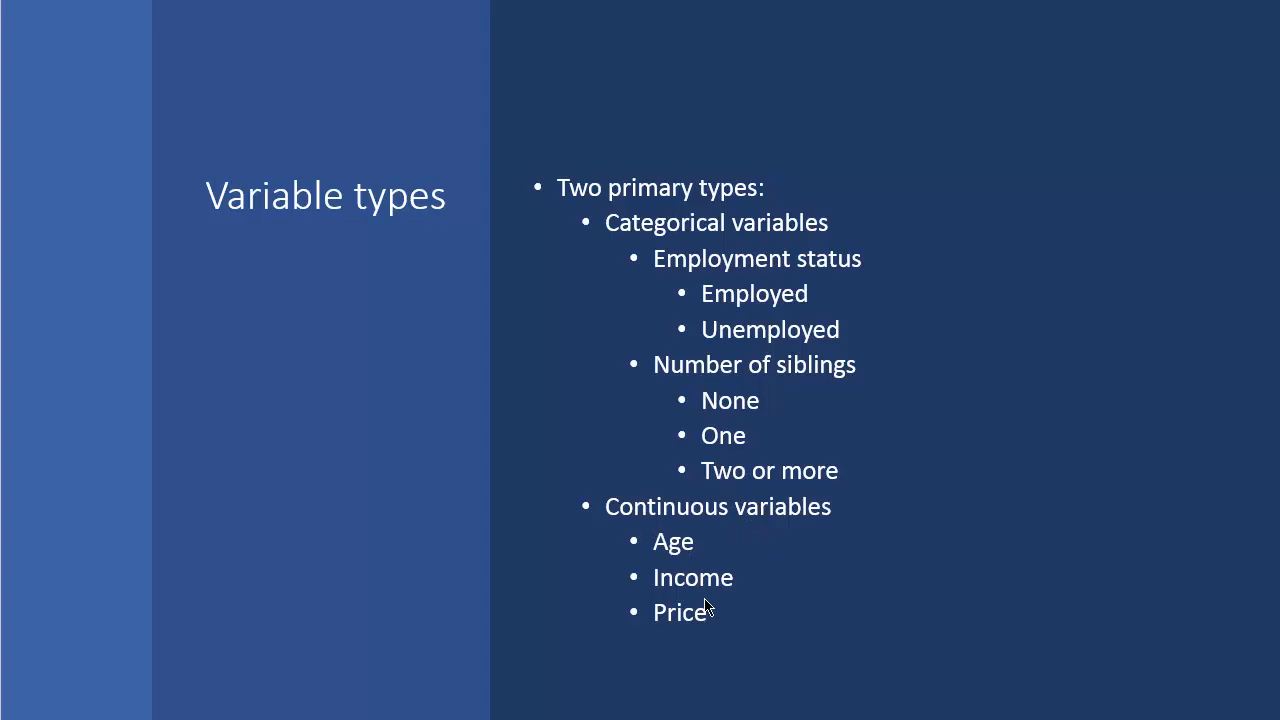 Variable types
• Two primary types:
• Categorical variables
• Employment status
• Employed
• Unemployed
• Number of siblings
• None
• One
• Two or more
• Continuous variables
• Age
• Income
• Price